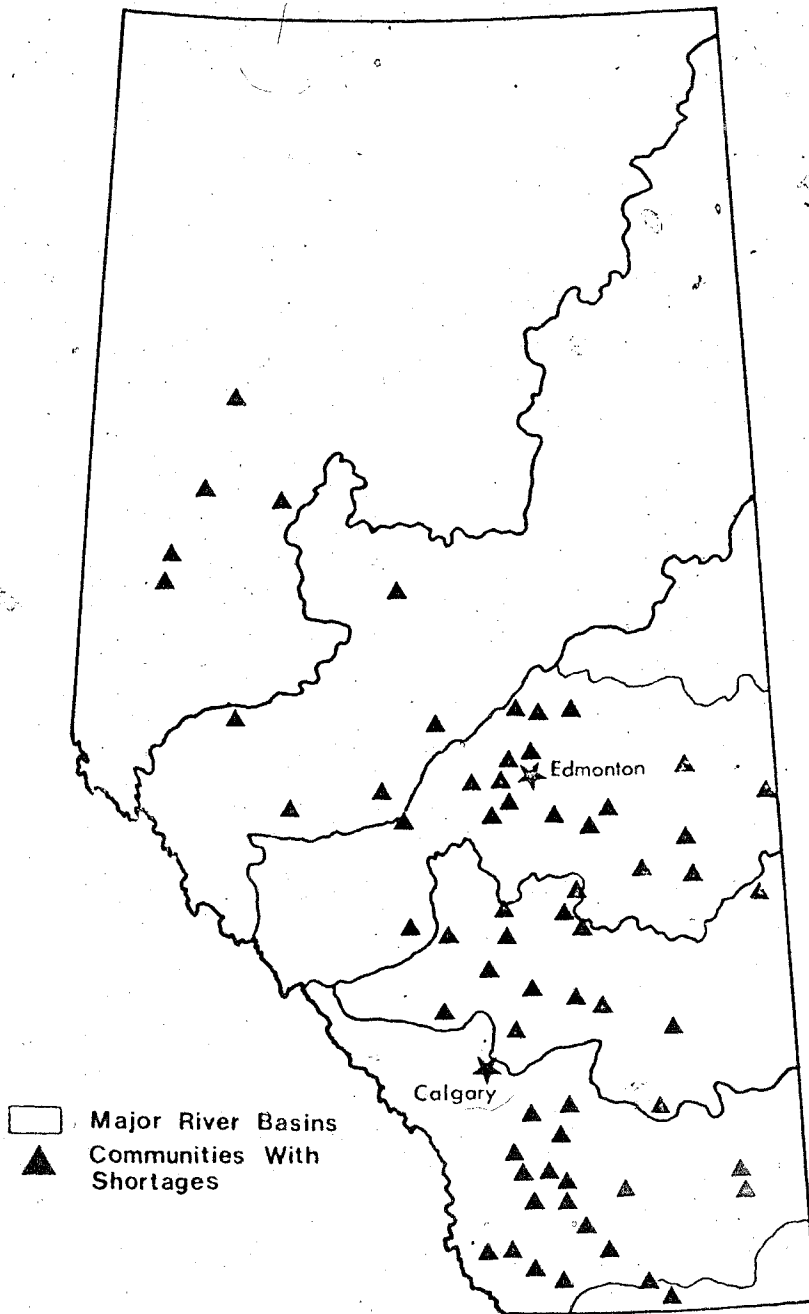 Edmonton
Calgary
Major River Basins
Communities With
Shortages